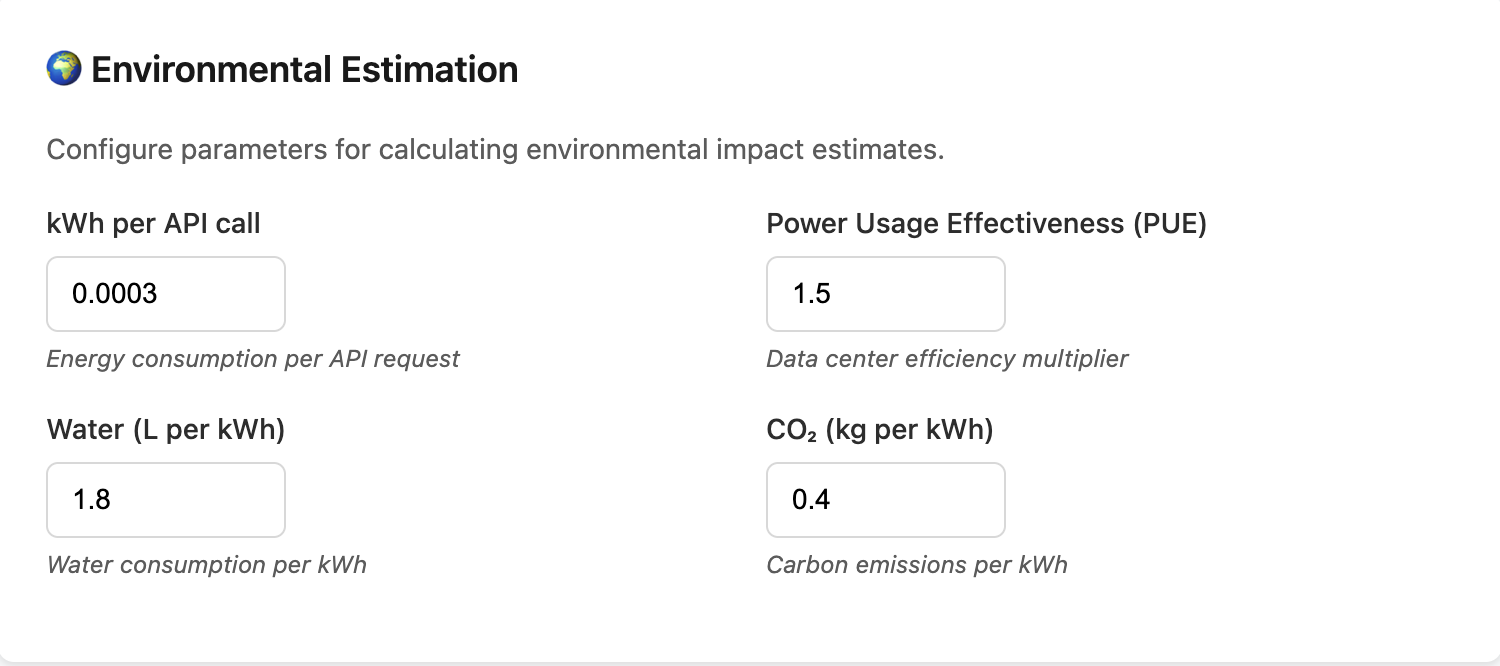 🌍 Environmental Estimation
Configure parameters for calculating environmental impact estimates.
kWh per API call
0.0003
Energy consumption per API request
Power Usage Effectiveness (PUE)
1.5
Data center efficiency multiplier
Water (L per kWh)
1.8
Water consumption per kWh
CO₂ (kg per kWh)
0.4
Carbon emissions per kWh